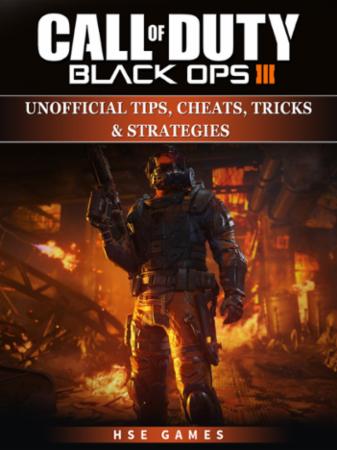 CALL OF DUTY
BLACK OPS III
UNOFFICIAL TIPS, CHEATS, TRICKS
& STRATEGIES
HSE GAMES